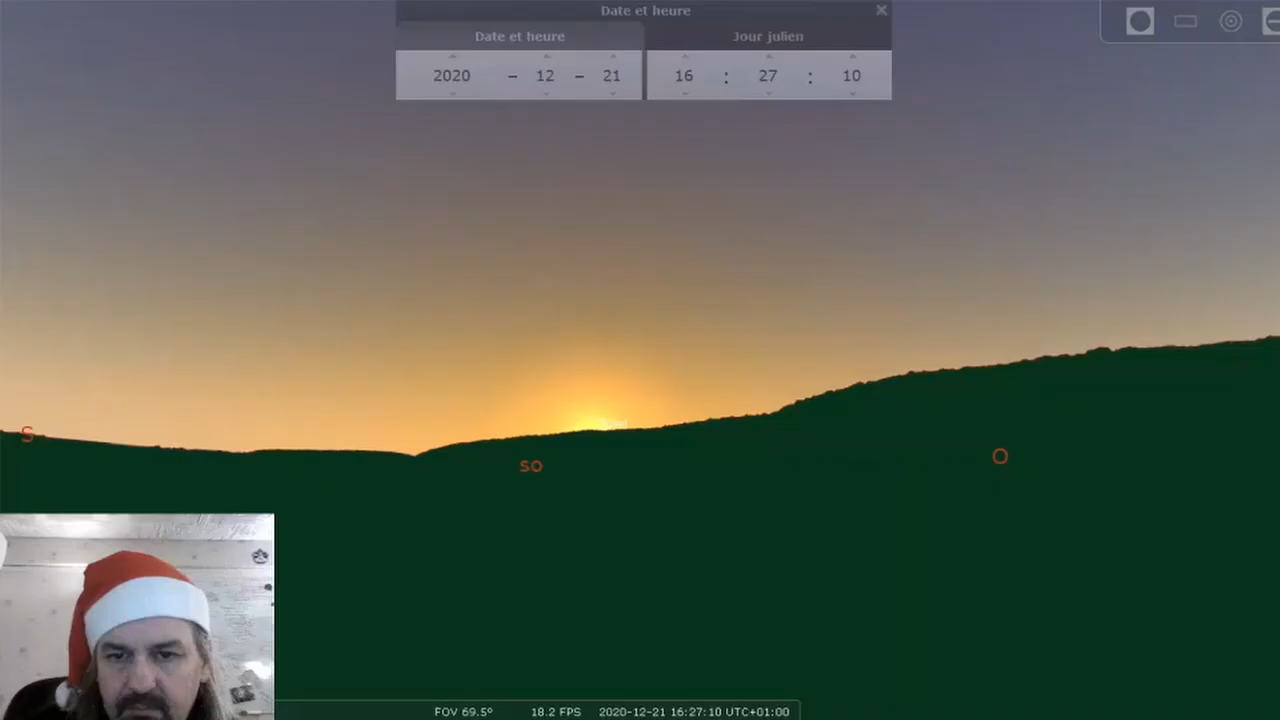 Date et heure
Date et heure
Jour julien
2020 - 12 - 21
16 : 27 : 10
S
SO
O
FOV 69.5° 18.2 FPS 2020-12-21 16:27:10 UTC+01:00